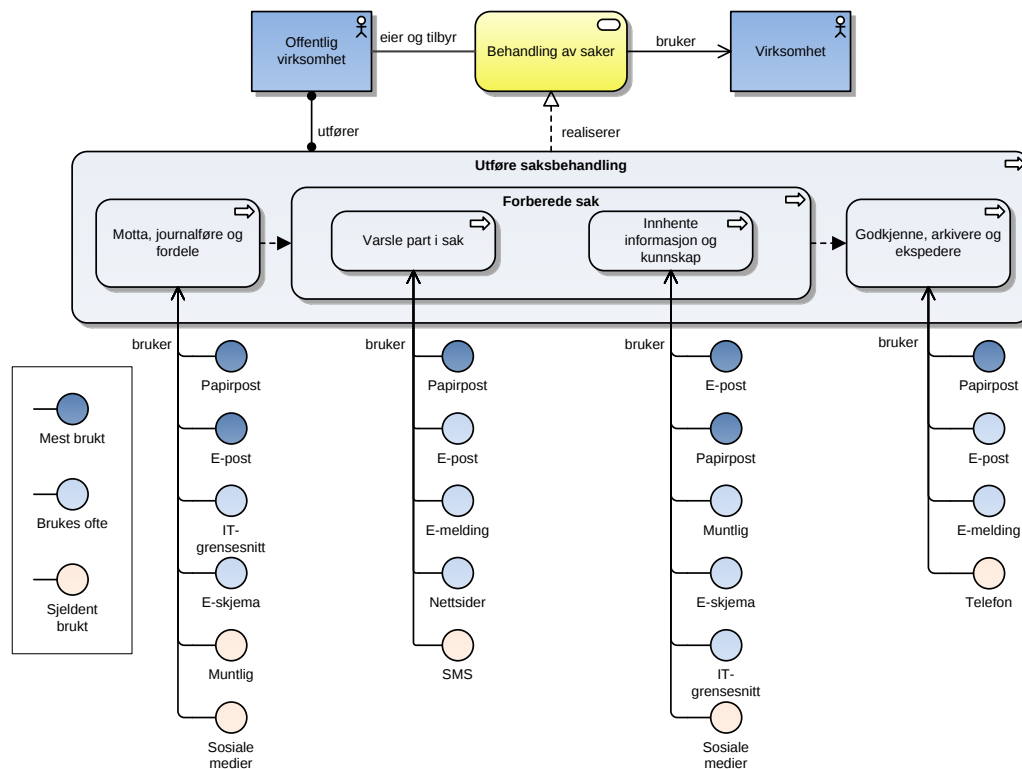 Offentlig
virksomhet
eier og tilbyr
Behandling av saker
bruker
Virksomhet
utfører
realiserer
Utføre saksbehandling
Forberede sak
Motta, journalføre og
fordele
Varsle part i sak
Innhente
informasjon og
kunnskap
Godkjenne, arkivere og
ekspedere
bruker
Papirpost
E-post
IT-
grensesnitt
E-skjema
Muntlig
Sosiale
medier
bruker
Papirpost
E-post
E-melding
Nettsider
SMS
bruker
E-post
Papirpost
Muntlig
E-skjema
IT-
grensesnitt
Sosiale
medier
bruker
Papirpost
E-post
E-melding
Telefon
Mest brukt
Brukes ofte
Sjeldent
brukt